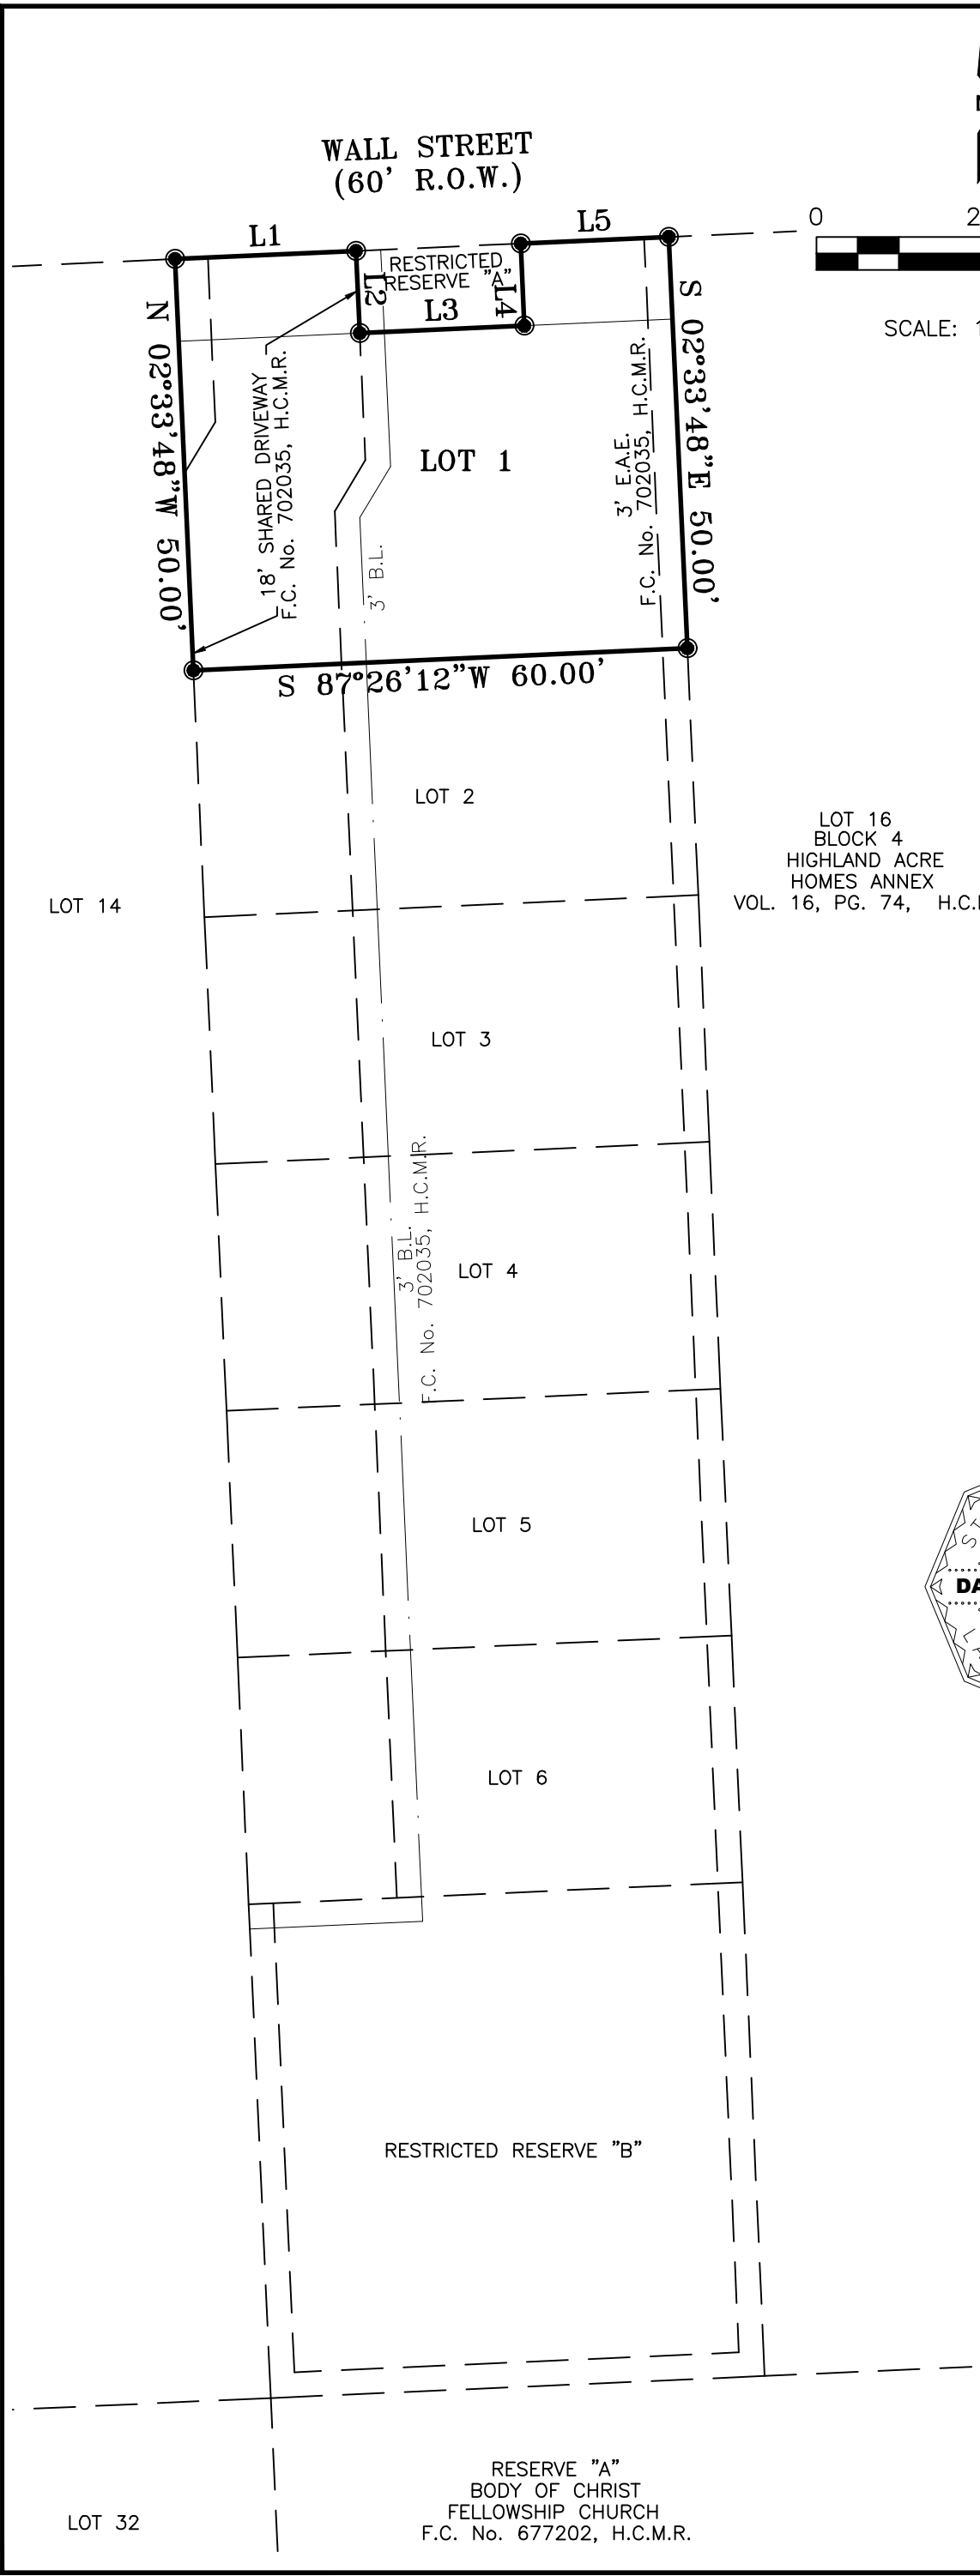 WALL STREET
(60' R.O.W.)
0
L1
L5
RESTRICTED
RESERVE "A"
L2
L4
L3
SCALE:
N 02°33'48"W 50.00'
S 02°33'48"E 50.00'
18' SHARED DRIVEWAY
F.C. No. 702035, H.C.M.R.
LOT 1
3' B.L.
3' E.A.E.
F.C. No. 702035, H.C.M.R.
S 87°26'12"W 60.00'
LOT 2
LOT 16
BLOCK 4
HIGHLAND ACRE
HOMES ANNEX
VOL. 16, PG. 74,
LOT 14
LOT 3
3' B.L.
F.C. No. 702035, H.C.M.R.
LOT 4
LOT 5
LOT 6
RESTRICTED RESERVE "B"
RESERVE "A"
BODY OF CHRIST
FELLOWSHIP CHURCH
F.C. No. 677202, H.C.M.R.
LOT 32